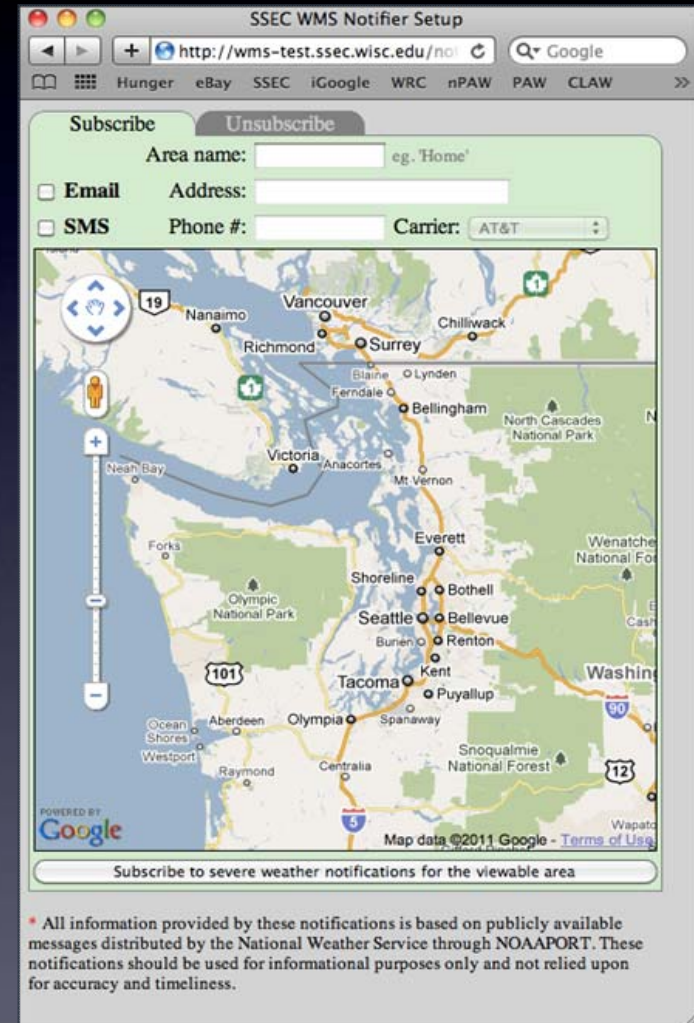 SSEC WMS Notifier Setup
http://wms-test.ssec.wisc.edu/no
Google
Hunger eBay SSEC iGoogle WRC nPAW PAW CLAW
Subscribe Unsubscribe
Area name: eg. 'Home'
Email Address:
SMS Phone #: Carrier: AT&T
19
Vancouver
1
Nanaimo
Chilliwack
Richmond
Surrey
Blaine
Lynden
Ferndale
1
Bellingham
North Cascades
National Park
Victoria
Anacortes
Neah Bay
Mt Vernon
Everett
Forks
Wenatche
National For
Shoreline
Bothell
Olympic
National Park
Seattle
Bellevue
Burien
Renton
Kent
101
Washing
Tacoma
Puyallup
90
Ocean
Shores
Aberdeen
Olympia
Spanaway
Westport
Snoqualmie
National Forest
Raymond
Centralia
12
POWERED BY
Google
5
Wapato
Map data ©2011 Google - Terms of Use
Subscribe to severe weather notifications for the viewable area
* All information provided by these notifications is based on publicly available
messages distributed by the National Weather Service through NOAAPORT. These
notifications should be used for informational purposes only and not relied upon
for accuracy and timeliness.